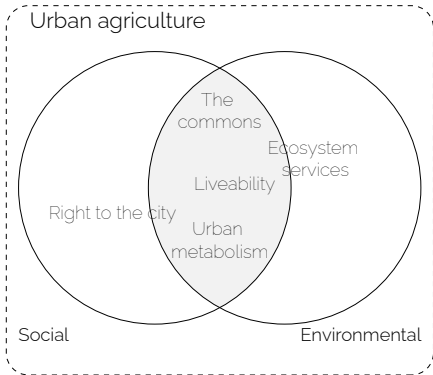 Urban agriculture
The
commons
Ecosystem
services
Liveability
Right to the city
Urban
metabolism
Social
Environmental